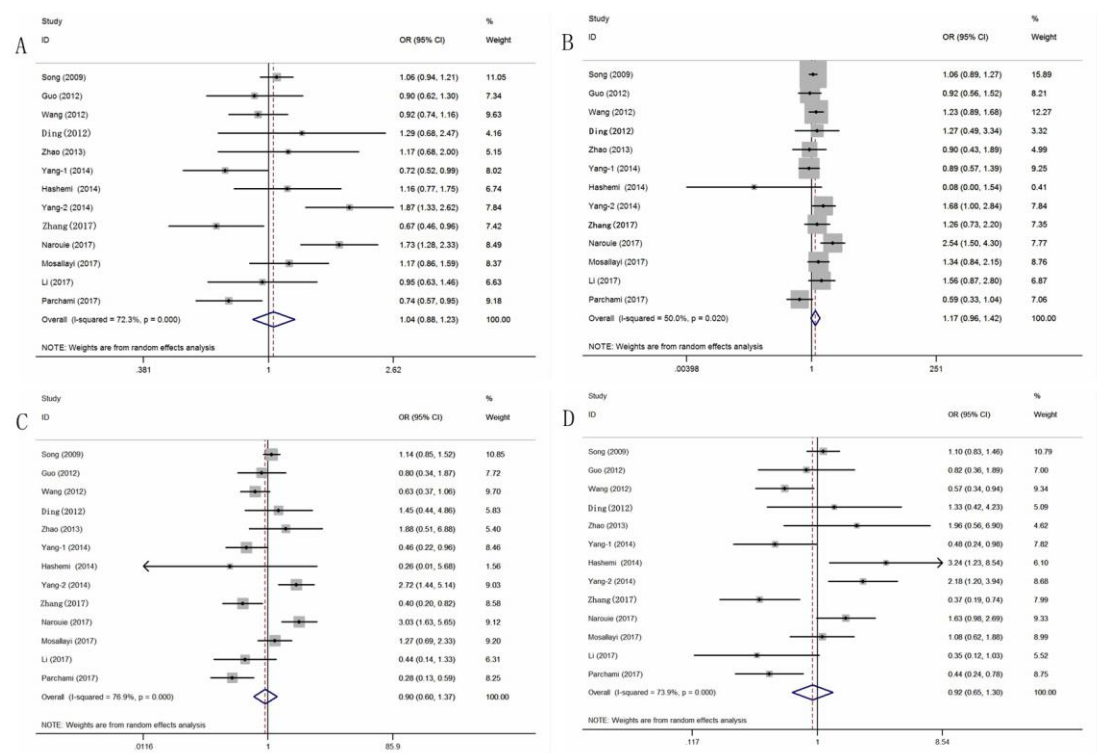 A
Study %
ID OR (95% CI) Weight
Song (2009) 1.06 (0.94, 1.21) 11.05
Guo (2012) 0.90 (0.62, 1.30) 7.34
Wang (2012) 0.92 (0.74, 1.16) 9.63
Ding(2012) 1.29 (0.68, 2.47) 4.16
Zhao (2013) 1.17 (0.68, 2.00) 5.15
Yang-1 (2014) 0.72 (0.52, 0.99) 8.02
Hashemi (2014) 1.16 (0.77, 1.75) 6.74
Yang-2 (2014) 1.87 (1.33, 2.62) 7.84
Zhang(2017) 0.67 (0.46, 0.96) 7.42
Narouie (2017) 1.73 (1.28, 2.33) 8.49
Mosallayi (2017) 1.17 (0.86, 1.59) 8.37
Li (2017) 0.95 (0.63, 1.46) 6.63
Parchami (2017) 0.74 (0.57, 0.95) 9.18
Overall (I-squared = 72.3%, p = 0.000) 1.04 (0.88, 1.23) 100.00
NOTE: Weights are from random effects analysis
.381 1 2.62
B
Study %
ID OR (95% CI) Weight
Song (2009) 1.06 (0.89, 1.27) 15.89
Guo (2012) 0.92 (0.56, 1.52) 8.21
Wang (2012) 1.23 (0.89, 1.68) 12.27
Ding(2012) 1.27 (0.49, 3.34) 3.32
Zhao (2013) 0.90 (0.43, 1.89) 4.99
Yang-1 (2014) 0.89 (0.57, 1.39) 9.25
Hashemi (2014) 0.08 (0.00, 1.54) 0.41
Yang-2 (2014) 1.68 (1.00, 2.84) 7.84
Zhang(2017) 1.26 (0.73, 2.20) 7.35
Narouie (2017) 2.54 (1.50, 4.30) 7.77
Mosallayi (2017) 1.34 (0.84, 2.15) 8.76
Li (2017) 1.56 (0.87, 2.80) 6.87
Parchami (2017) 0.59 (0.33, 1.04) 7.06
Overall (I-squared = 50.0%, p = 0.020) 1.17 (0.96, 1.42) 100.00
NOTE: Weights are from random effects analysis
.00398 1 251
C
Study %
ID OR (95% CI) Weight
Song (2009) 1.14 (0.85, 1.52) 10.85
Guo (2012) 0.80 (0.34, 1.87) 7.72
Wang (2012) 0.63 (0.37, 1.06) 9.70
Ding(2012) 1.45 (0.44, 4.86) 5.83
Zhao (2013) 1.88 (0.51, 6.88) 5.40
Yang-1 (2014) 0.46 (0.22, 0.96) 8.46
Hashemi (2014) 0.26 (0.01, 5.68) 1.56
Yang-2 (2014) 2.72 (1.44, 5.14) 9.03
Zhang(2017) 0.40 (0.20, 0.82) 8.58
Narouie (2017) 3.03 (1.63, 5.65) 9.12
Mosallayi (2017) 1.27 (0.69, 2.33) 9.20
Li (2017) 0.44 (0.14, 1.33) 6.31
Parchami (2017) 0.28 (0.13, 0.59) 8.25
Overall (I-squared = 76.9%, p = 0.000) 0.90 (0.60, 1.37) 100.00
NOTE: Weights are from random effects analysis
.0116 1 85.9
D
Study %
ID OR (95% CI) Weight
Song (2009) 1.10 (0.83, 1.46) 10.79
Guo (2012) 0.82 (0.36, 1.89) 7.00
Wang (2012) 0.57 (0.34, 0.94) 9.34
Ding(2012) 1.33 (0.42, 4.23) 5.09
Zhao (2013) 1.96 (0.56, 6.90) 4.62
Yang-1 (2014) 0.48 (0.24, 0.98) 7.82
Hashemi (2014) 3.24 (1.23, 8.54) 6.10
Yang-2 (2014) 2.18 (1.20, 3.94) 8.68
Zhang(2017) 0.37 (0.19, 0.74) 7.99
Narouie (2017) 1.63 (0.98, 2.69) 9.33
Mosallayi (2017) 1.08 (0.62, 1.88) 8.99
Li (2017) 0.35 (0.12, 1.03) 5.52
Parchami (2017) 0.44 (0.24, 0.78) 8.75
Overall (I-squared = 73.9%, p = 0.000) 0.92 (0.65, 1.30) 100.00
NOTE: Weights are from random effects analysis
.117 1 8.54